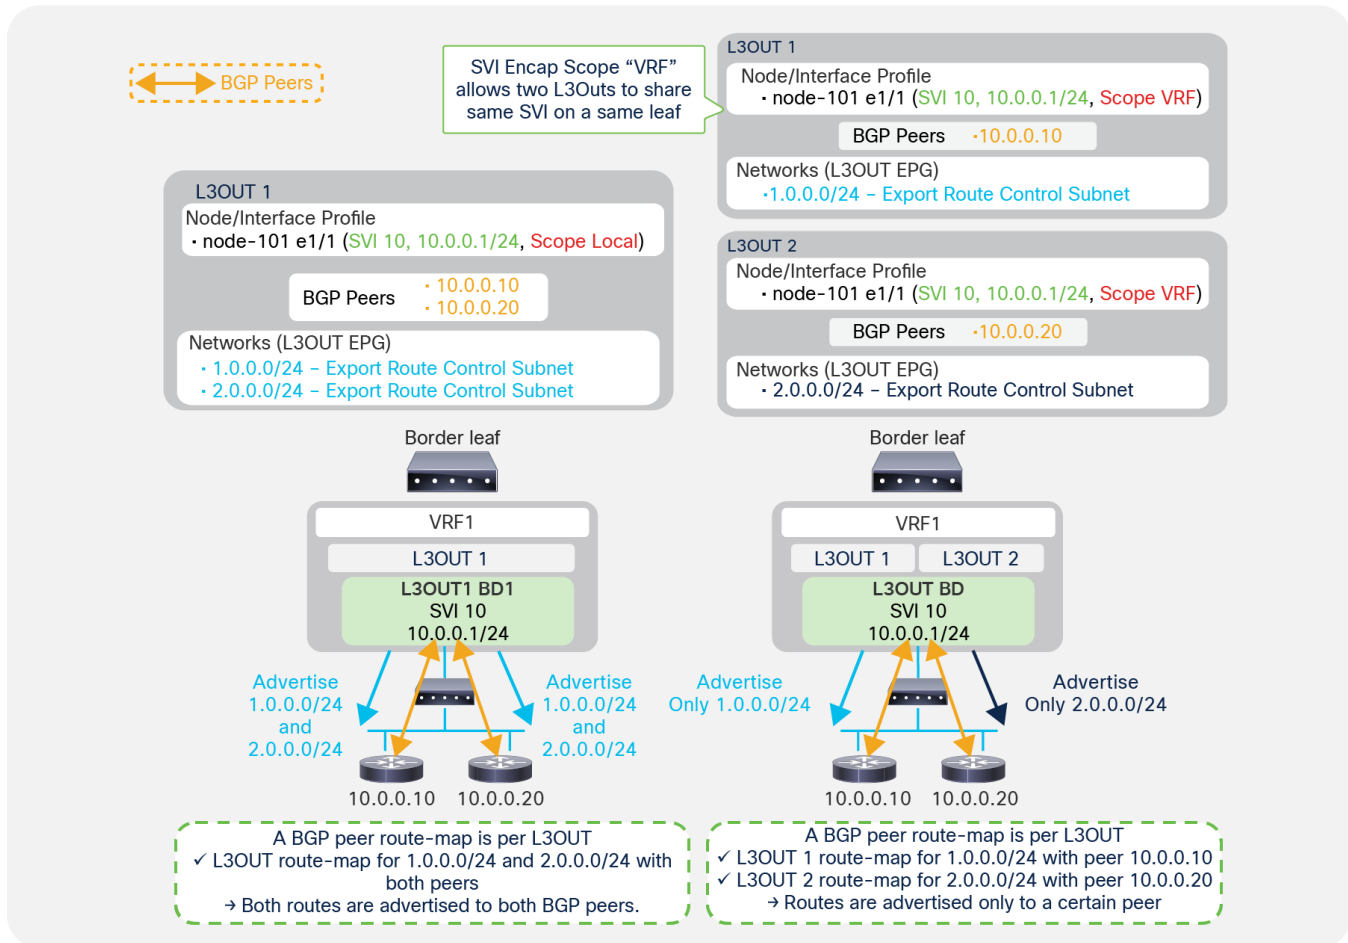 BGP Peers
SVI Encap Scope “VRF”
allows two L3Outs to share
same SVI on a same leaf
L3OUT 1
Node/Interface Profile
· node-101 e1/1 (SVI 10, 10.0.0.1/24, Scope Local)
BGP Peers
· 10.0.0.10
· 10.0.0.20
Networks (L3OUT EPG)
· 1.0.0.0/24 – Export Route Control Subnet
· 2.0.0.0/24 – Export Route Control Subnet
L3OUT 1
Node/Interface Profile
· node-101 e1/1 (SVI 10, 10.0.0.1/24, Scope VRF)
BGP Peers ·10.0.0.10
Networks (L3OUT EPG)
·1.0.0.0/24 – Export Route Control Subnet
L3OUT 2
Node/Interface Profile
· node-101 e1/1 (SVI 10, 10.0.0.1/24, Scope VRF)
BGP Peers ·10.0.0.20
Networks (L3OUT EPG)
· 2.0.0.0/24 – Export Route Control Subnet
Border leaf
VRF1
L3OUT 1
L3OUT1 BD1
SVI 10
10.0.0.1/24
Advertise
1.0.0.0/24
and
2.0.0.0/24
Advertise
1.0.0.0/24
and
2.0.0.0/24
10.0.0.10
10.0.0.20
A BGP peer route-map is per L3OUT
✓ L3OUT route-map for 1.0.0.0/24 and 2.0.0.0/24 with
both peers
→ Both routes are advertised to both BGP peers.
Border leaf
VRF1
L3OUT 1
L3OUT 2
L3OUT BD
SVI 10
10.0.0.1/24
Advertise
Only 1.0.0.0/24
Advertise
Only 2.0.0.0/24
10.0.0.10
10.0.0.20
A BGP peer route-map is per L3OUT
✓ L3OUT 1 route-map for 1.0.0.0/24 with peer 10.0.0.10
✓ L3OUT 2 route-map for 2.0.0.0/24 with peer 10.0.0.20
→ Routes are advertised only to a certain peer